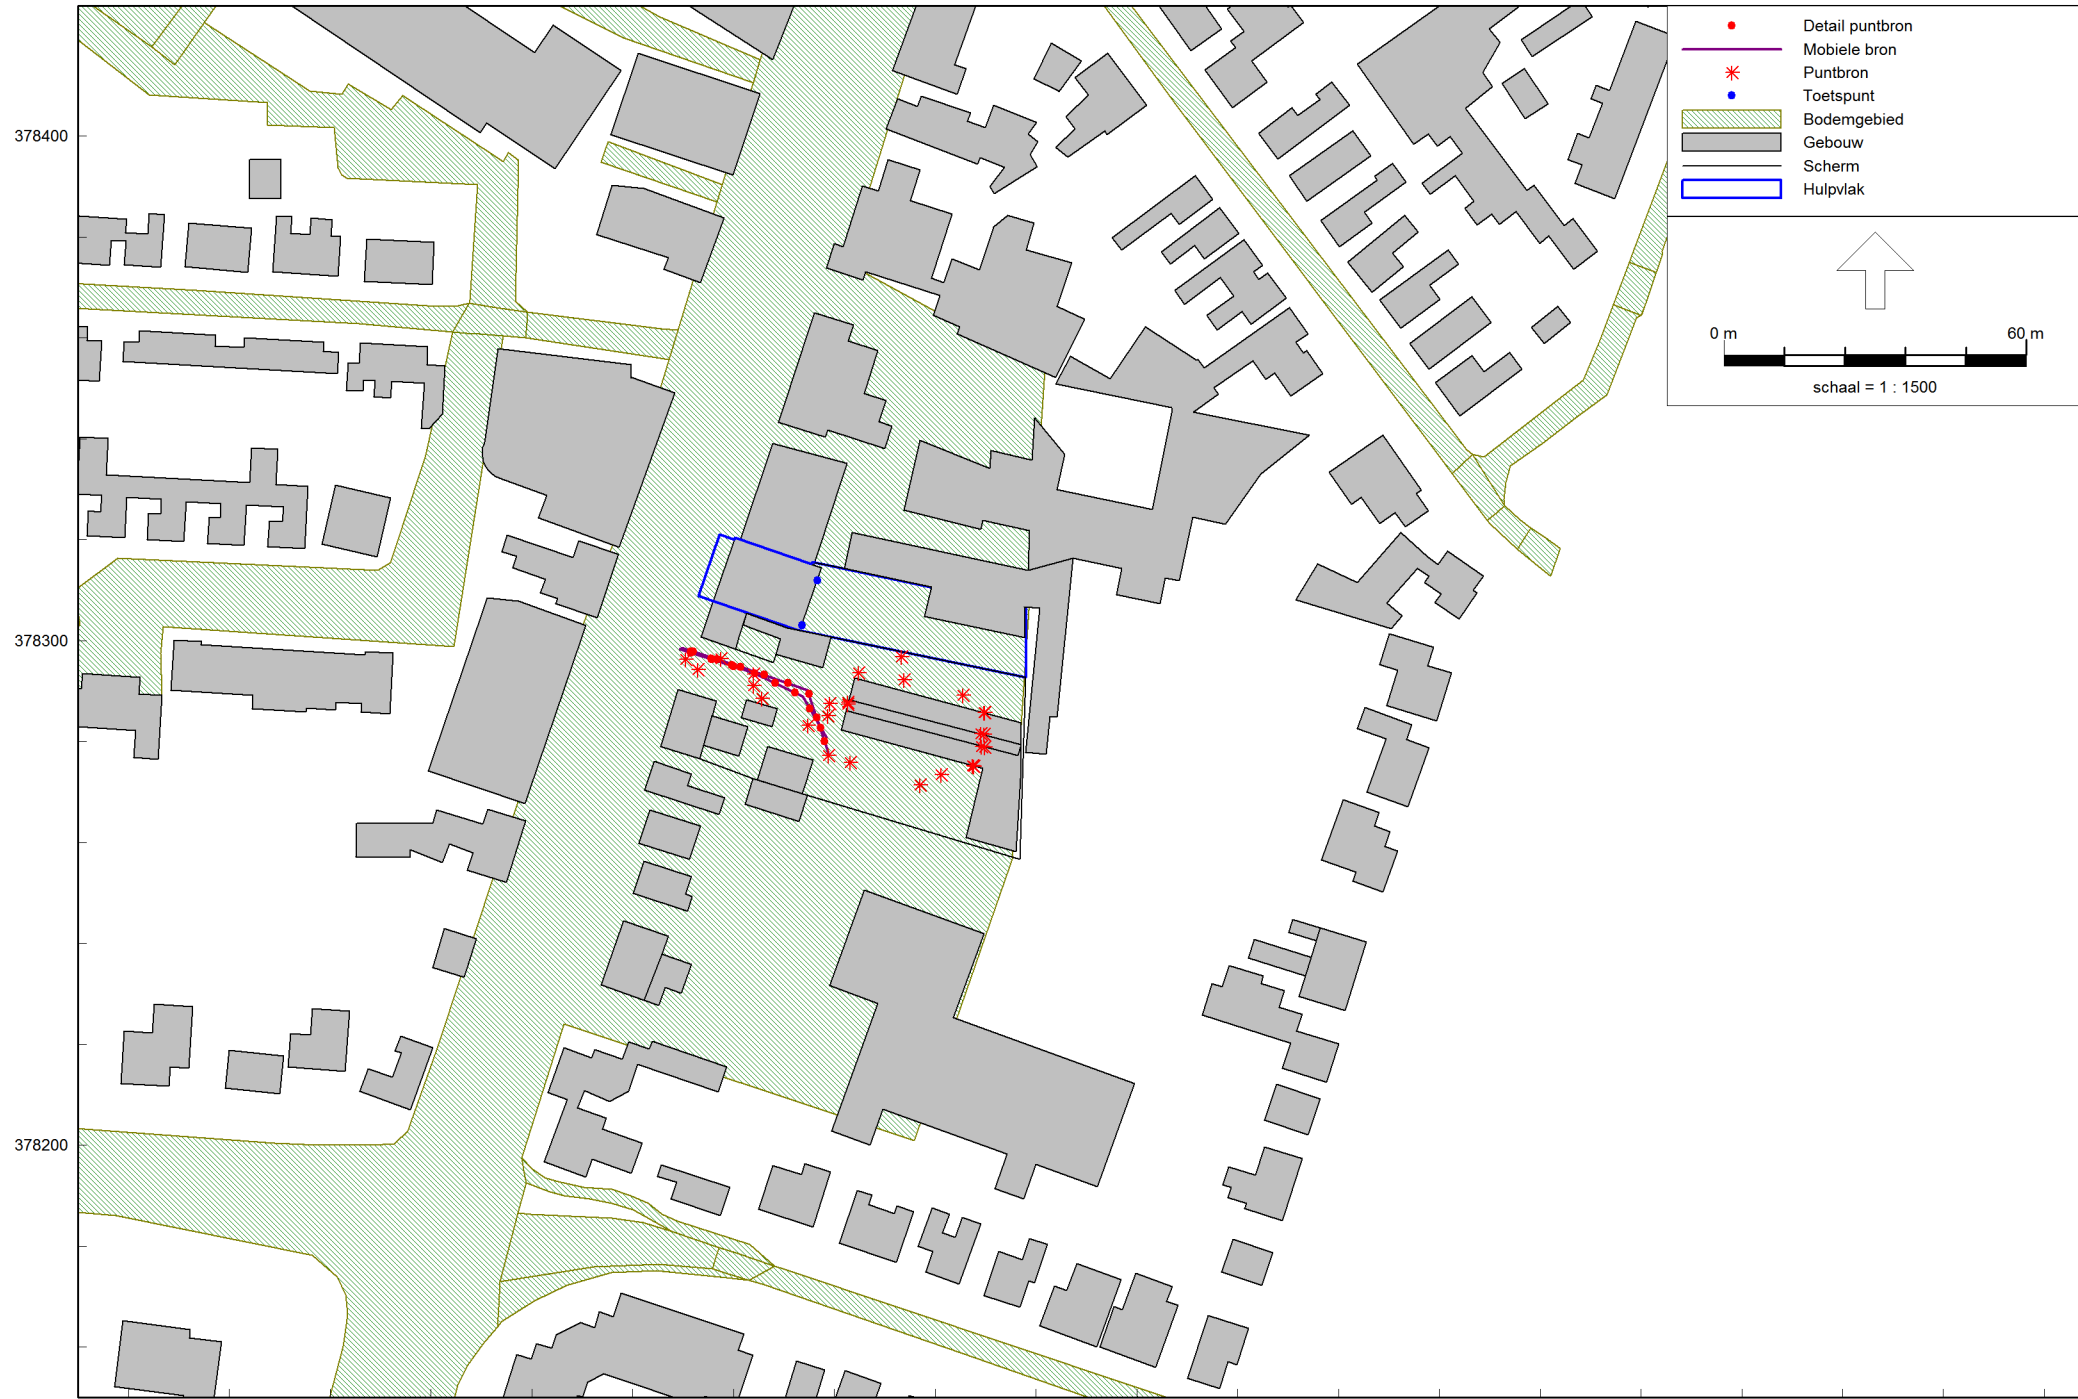 Detail puntbron
Mobiele bron
Puntbron
Toetspunt
Bodemgebied
Gebouw
Scherm
Hulpvlak
0 m 60 m
schaal = 1 : 1500
378400
378300
378200